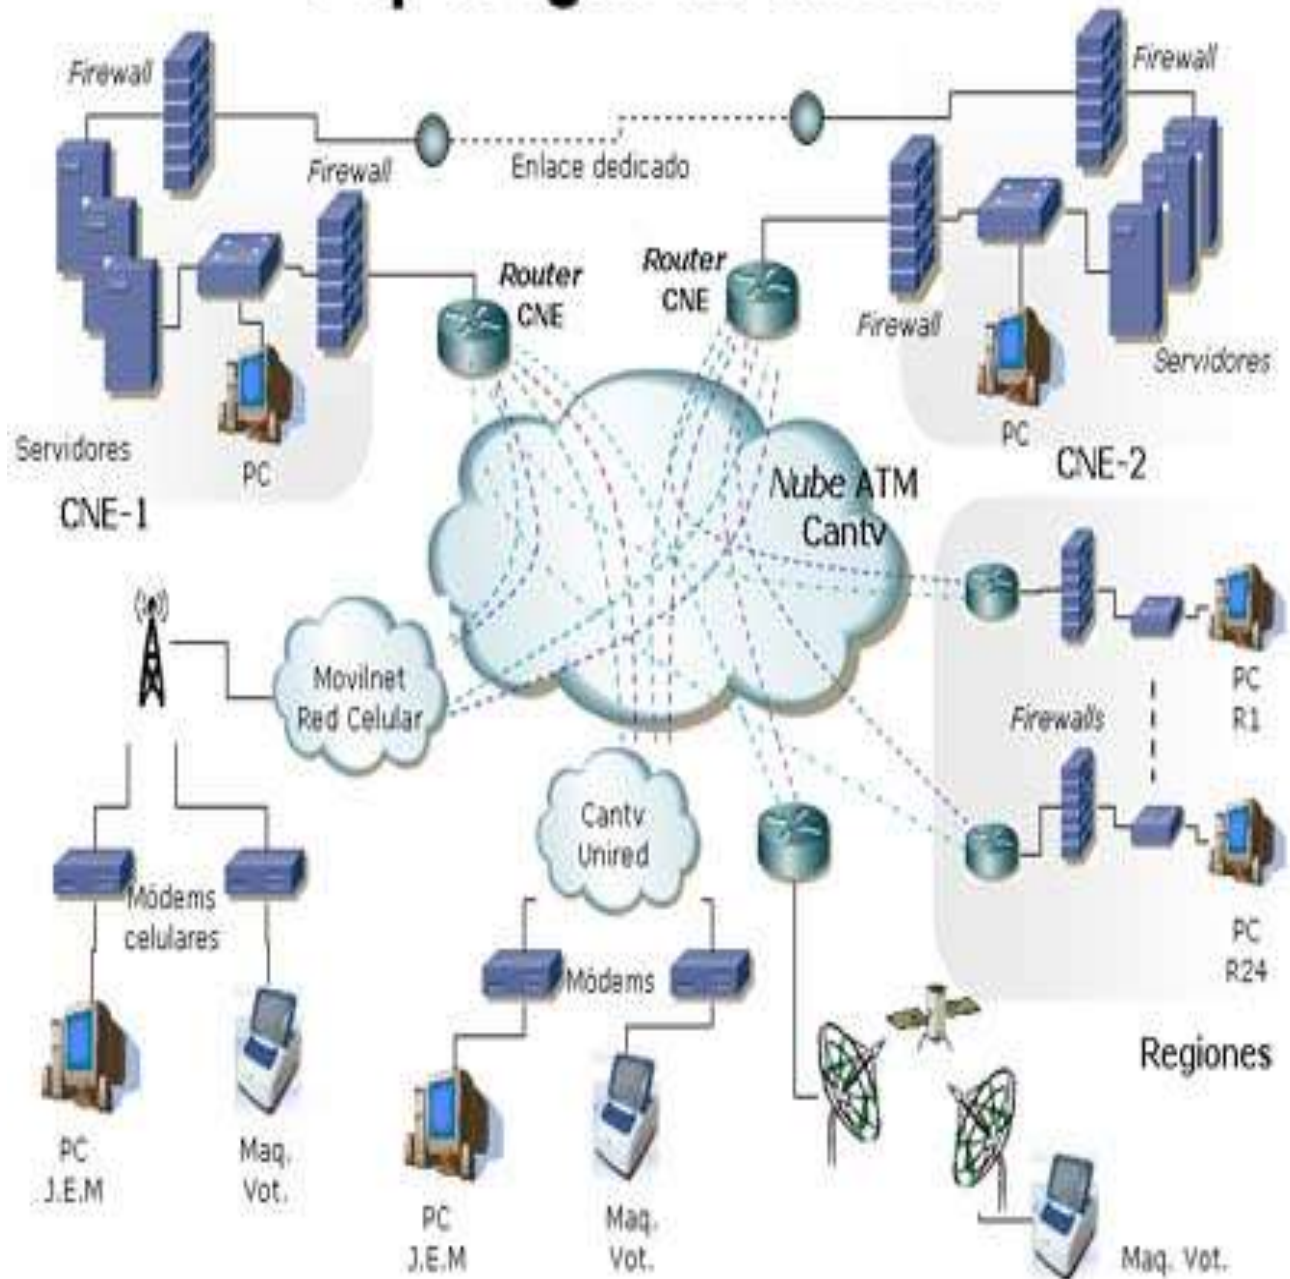 Firewall
Firewall
Firewall
Enlace dedicado
Router
CNE
Router
CNE
Firewall
Servidores
Servidores
PC
CNE-1
PC
CNE-2
Nube ATM
Cantv
Movilnet
Red Celular
PC
R1
Firewalls
Cantv
Unired
Módems
celulares
PC
R24
Módems
Regiones
PC
J.E.M
Maq.
Vot.
PC
J.E.M
Maq.
Vot.
Maq. Vot.